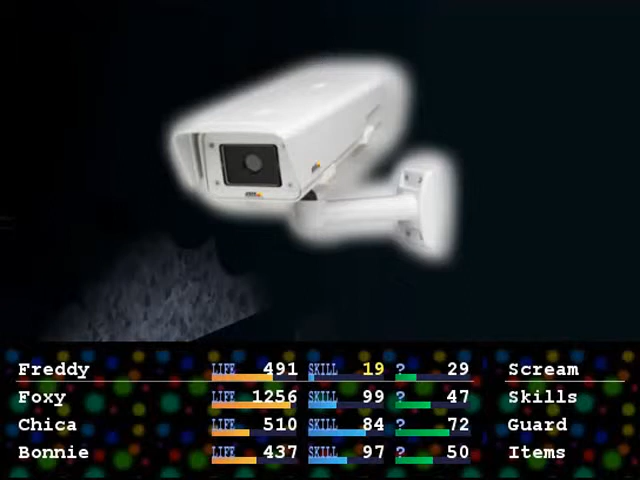 Freddy LIFE 491 SKILL 19 ? 29 Scream
Foxy LIFE 1256 SKILL 99 ? 47 Skills
Chica LIFE 510 SKILL 84 ? 72 Guard
Bonnie LIFE 437 SKILL 97 ? 50 Items